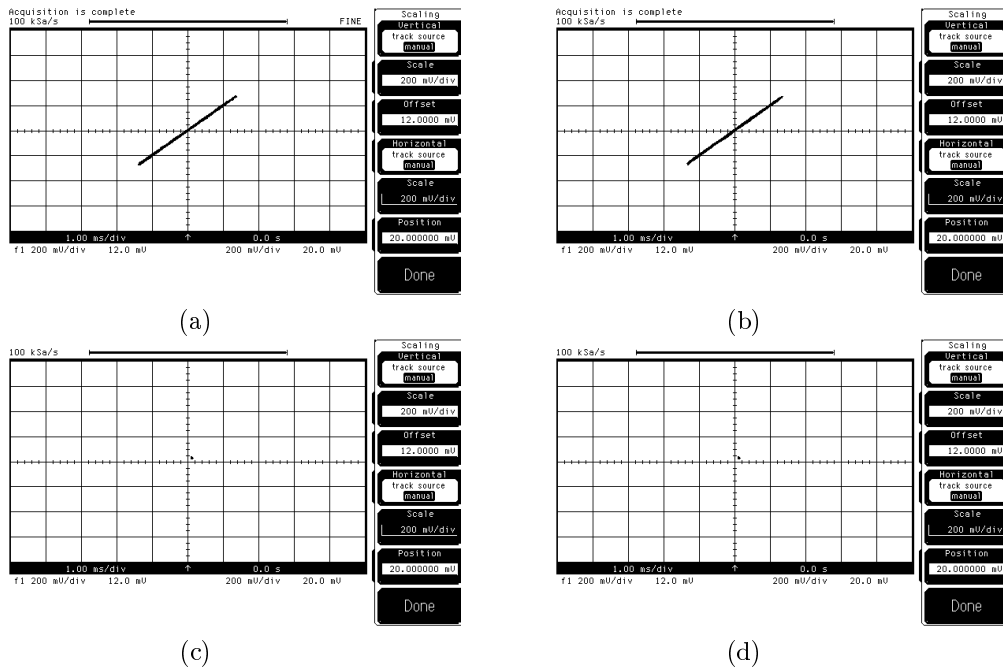 Acquisition is complete
100 kSa/s FINE
Scaling
Vertical
track source
manual
Scale
200 mV/div
Offset
12.0000 mV
Horizontal
track source
manual
Scale
200 mV/div
Position
20.000000 mV
Done
1.00 ms/div 0.0 s
f1 200 mV/div 12.0 mV 200 mV/div 20.0 mV
(a)
Acquisition is complete
100 kSa/s
Scaling
Vertical
track source
manual
Scale
200 mV/div
Offset
12.0000 mV
Horizontal
track source
manual
Scale
200 mV/div
Position
20.000000 mV
Done
1.00 ms/div 0.0 s
f1 200 mV/div 12.0 mV 200 mV/div 20.0 mV
(b)
100 kSa/s
Scaling
Vertical
track source
manual
Scale
200 mV/div
Offset
12.0000 mV
Horizontal
track source
manual
Scale
200 mV/div
Position
20.000000 mV
Done
1.00 ms/div 0.0 s
f1 200 mV/div 12.0 mV 200 mV/div 20.0 mV
(c)
100 kSa/s
Scaling
Vertical
track source
manual
Scale
200 mV/div
Offset
12.0000 mV
Horizontal
track source
manual
Scale
200 mV/div
Position
20.000000 mV
Done
1.00 ms/div 0.0 s
f1 200 mV/div 12.0 mV 200 mV/div 20.0 mV
(d)